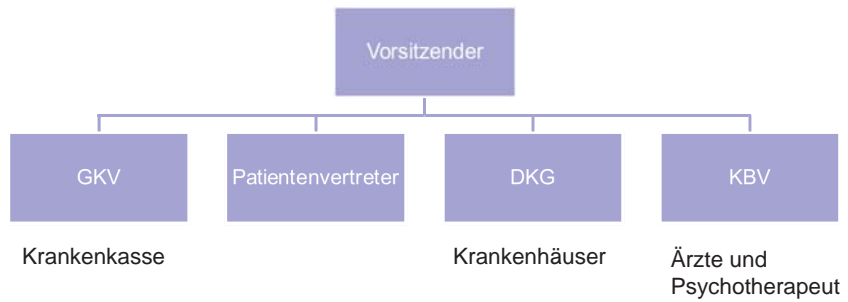 Vorsitzender
GKV
Patientenvertreter
DKG
KBV
Krankenkasse
Krankenhäuser
Ärzte und
Psychotherapeut